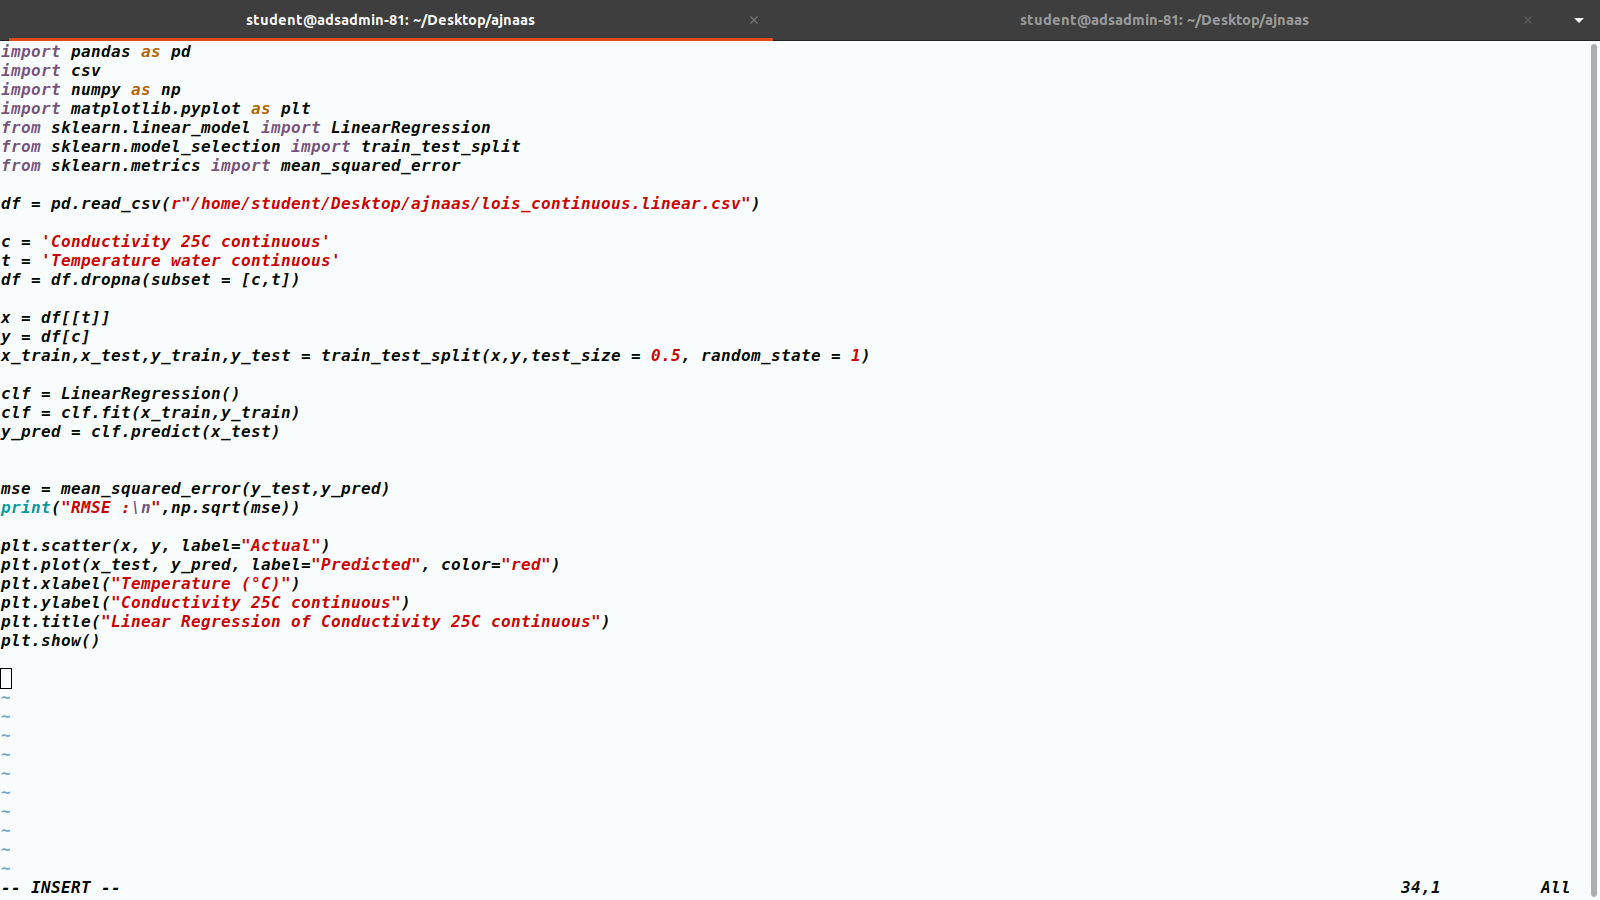 student@adsadmin-81: ~/Desktop/ajnaas × student@adsadmin-81: ~/Desktop/ajnaas ×
import pandas as pd
import csv
import numpy as np
import matplotlib.pyplot as plt
from sklearn.linear_model import LinearRegression
from sklearn.model_selection import train_test_split
from sklearn.metrics import mean_squared_error

df = pd.read_csv(r"/home/student/Desktop/ajnaas/lois_continuous.linear.csv")

c = 'Conductivity 25C continuous'
t = 'Temperature water continuous'
df = df.dropna(subset = [c,t])

x = df[[t]]
y = df[c]
x_train,x_test,y_train,y_test = train_test_split(x,y,test_size = 0.5, random_state = 1)

clf = LinearRegression()
clf = clf.fit(x_train,y_train)
y_pred = clf.predict(x_test)


mse = mean_squared_error(y_test,y_pred)
print("RMSE :\n",np.sqrt(mse))

plt.scatter(x, y, label="Actual")
plt.plot(x_test, y_pred, label="Predicted", color="red")
plt.xlabel("Temperature (°C)")
plt.ylabel("Conductivity 25C continuous")
plt.title("Linear Regression of Conductivity 25C continuous")
plt.show()

~
~
~
~
~
~
~
~
~
~
-- INSERT -- 34,1 All